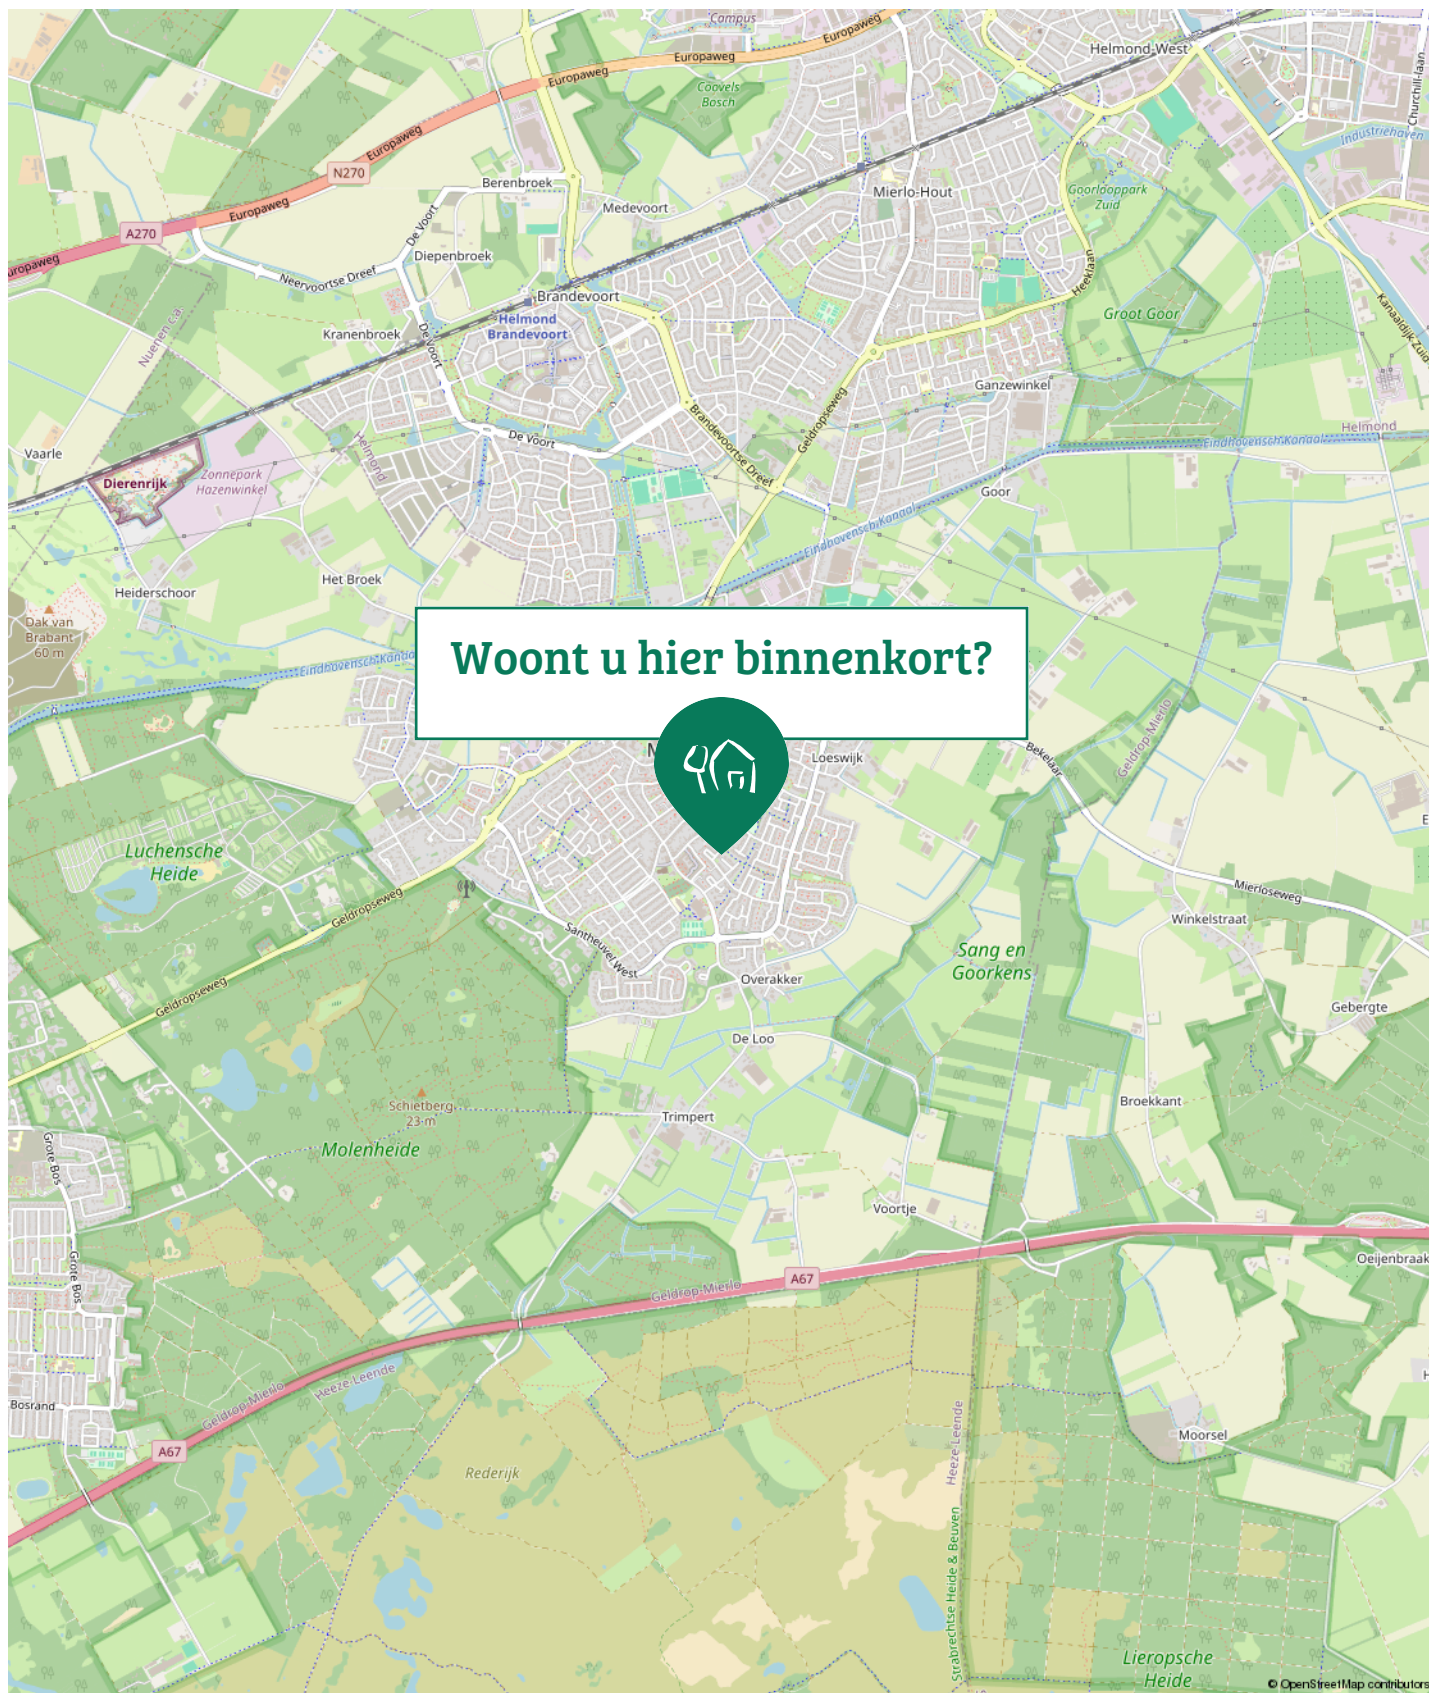 Campus
Europaweg
Helmond-West
Europaweg
Europaweg
Coovels
Bosch
Churchill-laan
Europaweg
Industriehaven
N270
Berenbroek
Mierlo-Hout
Goorlooppark
Zuid
Europaweg
Medevoort
De Voort
A270
Diepenbroek
Europaweg
Neervoortse Dreef
Heeklaan
Brandevoort
Groot Goor
Kanaaldijk Zuid
Helmond
Brandevoort
Kranenbroek
De Voort
Nuenen c.a.
Ganzewinkel
Geldropseweg
Helmond
De Voort
Brandevoortse Dreef
Helmond
Eindhovensch Kanaal
Vaarle
Dierenrijk
Zonnepark
Hazenwinkel
Goor
Eindhovensch Kanaal
Het Broek
Heiderschoor
Dak van
Brabant
60 m
Eindhovensch Kanaal
Woont u hier binnenkort?
Geldrop-Mierlo
Bekelaar
Loeswijk
Luchensche
Heide
Geldropseweg
Mierloseweg
Winkelstraat
Santheuvel West
Sang en
Goorkens
Overakker
Geldropseweg
Gebergte
De Loo
Schietberg
23 m
Trimpert
Broekkant
Molenheide
Grote Bos
Voortje
Grote Bos
Oeijenbraak
A67
Geldrop-Mierlo
Heeze-Leende
Geldrop-Mierlo
Bosrand
A67
Moorsel
Rederijk
Heeze-Leende
Strabrechtse Heide & Beuven
Lieropsche
Heide
© OpenStreetMap contributors